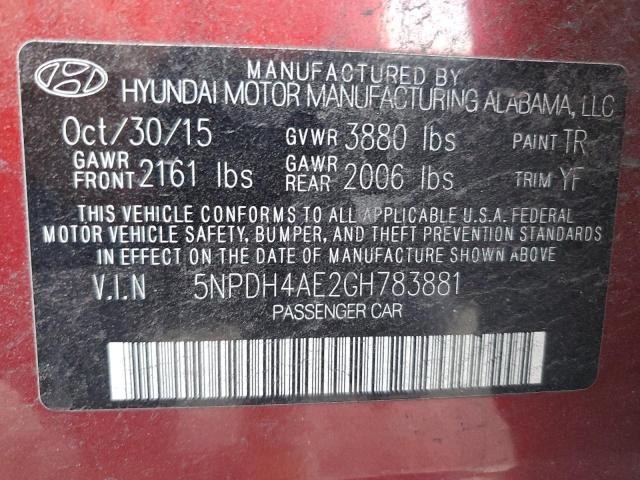 MANUFACTURED BY
HYUNDAI MOTOR MANUFACTURING ALABAMA, LLC
Oct/30/15 GVWR 3880 lbs PAINT TR
GAWR FRONT 2161 lbs GAWR REAR 2006 lbs TRIM YF
THIS VEHICLE CONFORMS TO ALL APPLICABLE U.S.A. FEDERAL
MOTOR VEHICLE SAFETY, BUMPER, AND THEFT PREVENTION STANDARDS
IN EFFECT ON THE DATE OF MANUFACTURE SHOWN ABOVE
V.I.N 5NPDH4AE2GH783881
PASSENGER CAR